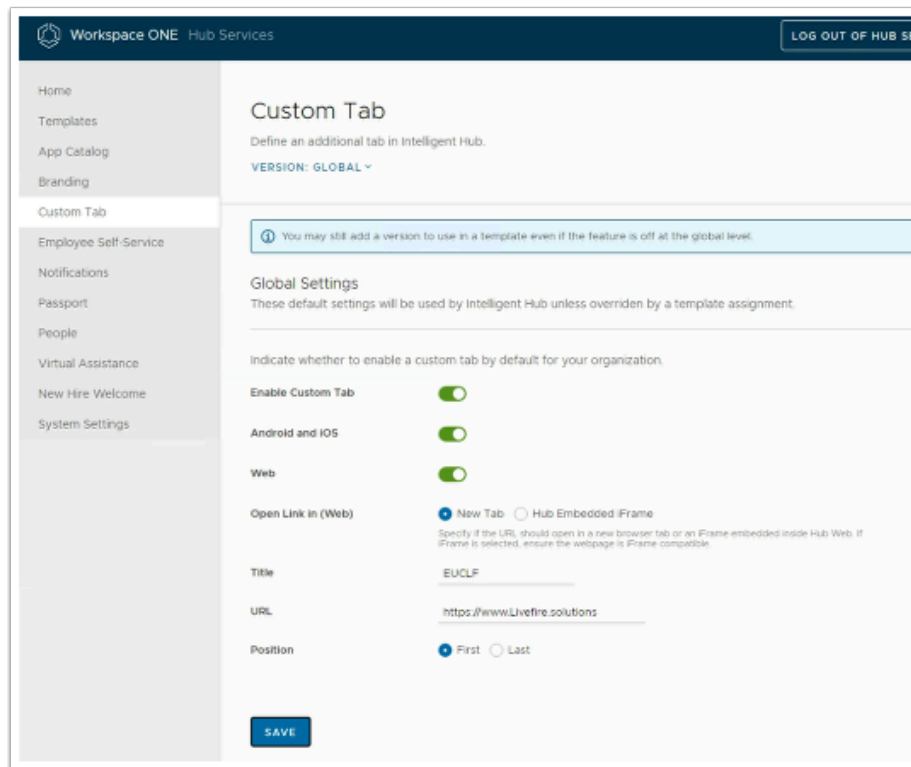 Workspace ONE Hub Services
LOG OUT OF HUB
Home
Templates
App Catalog
Branding
Custom Tab
Employee Self-Service
Notifications
Passport
People
Virtual Assistance
New Hire Welcome
System Settings
Custom Tab
Define an additional tab in Intelligent Hub.
VERSION: GLOBAL
You may still add a version to use in a template even if the feature is off at the global level.
Global Settings
These default settings will be used by Intelligent Hub unless overriden by a template assignment.
Indicate whether to enable a custom tab by default for your organization.
Enable Custom Tab
Android and iOS
Web
Open Link in (Web) New Tab Hub Embedded iFrame
Specify if the URL should open in a new browser tab or an iFrame embedded inside Hub Web. If
iFrame is selected, ensure the webpage is iFrame compatible.
Title EUCLF
URL https://www.Livefire.solutions
Position First Last
SAVE